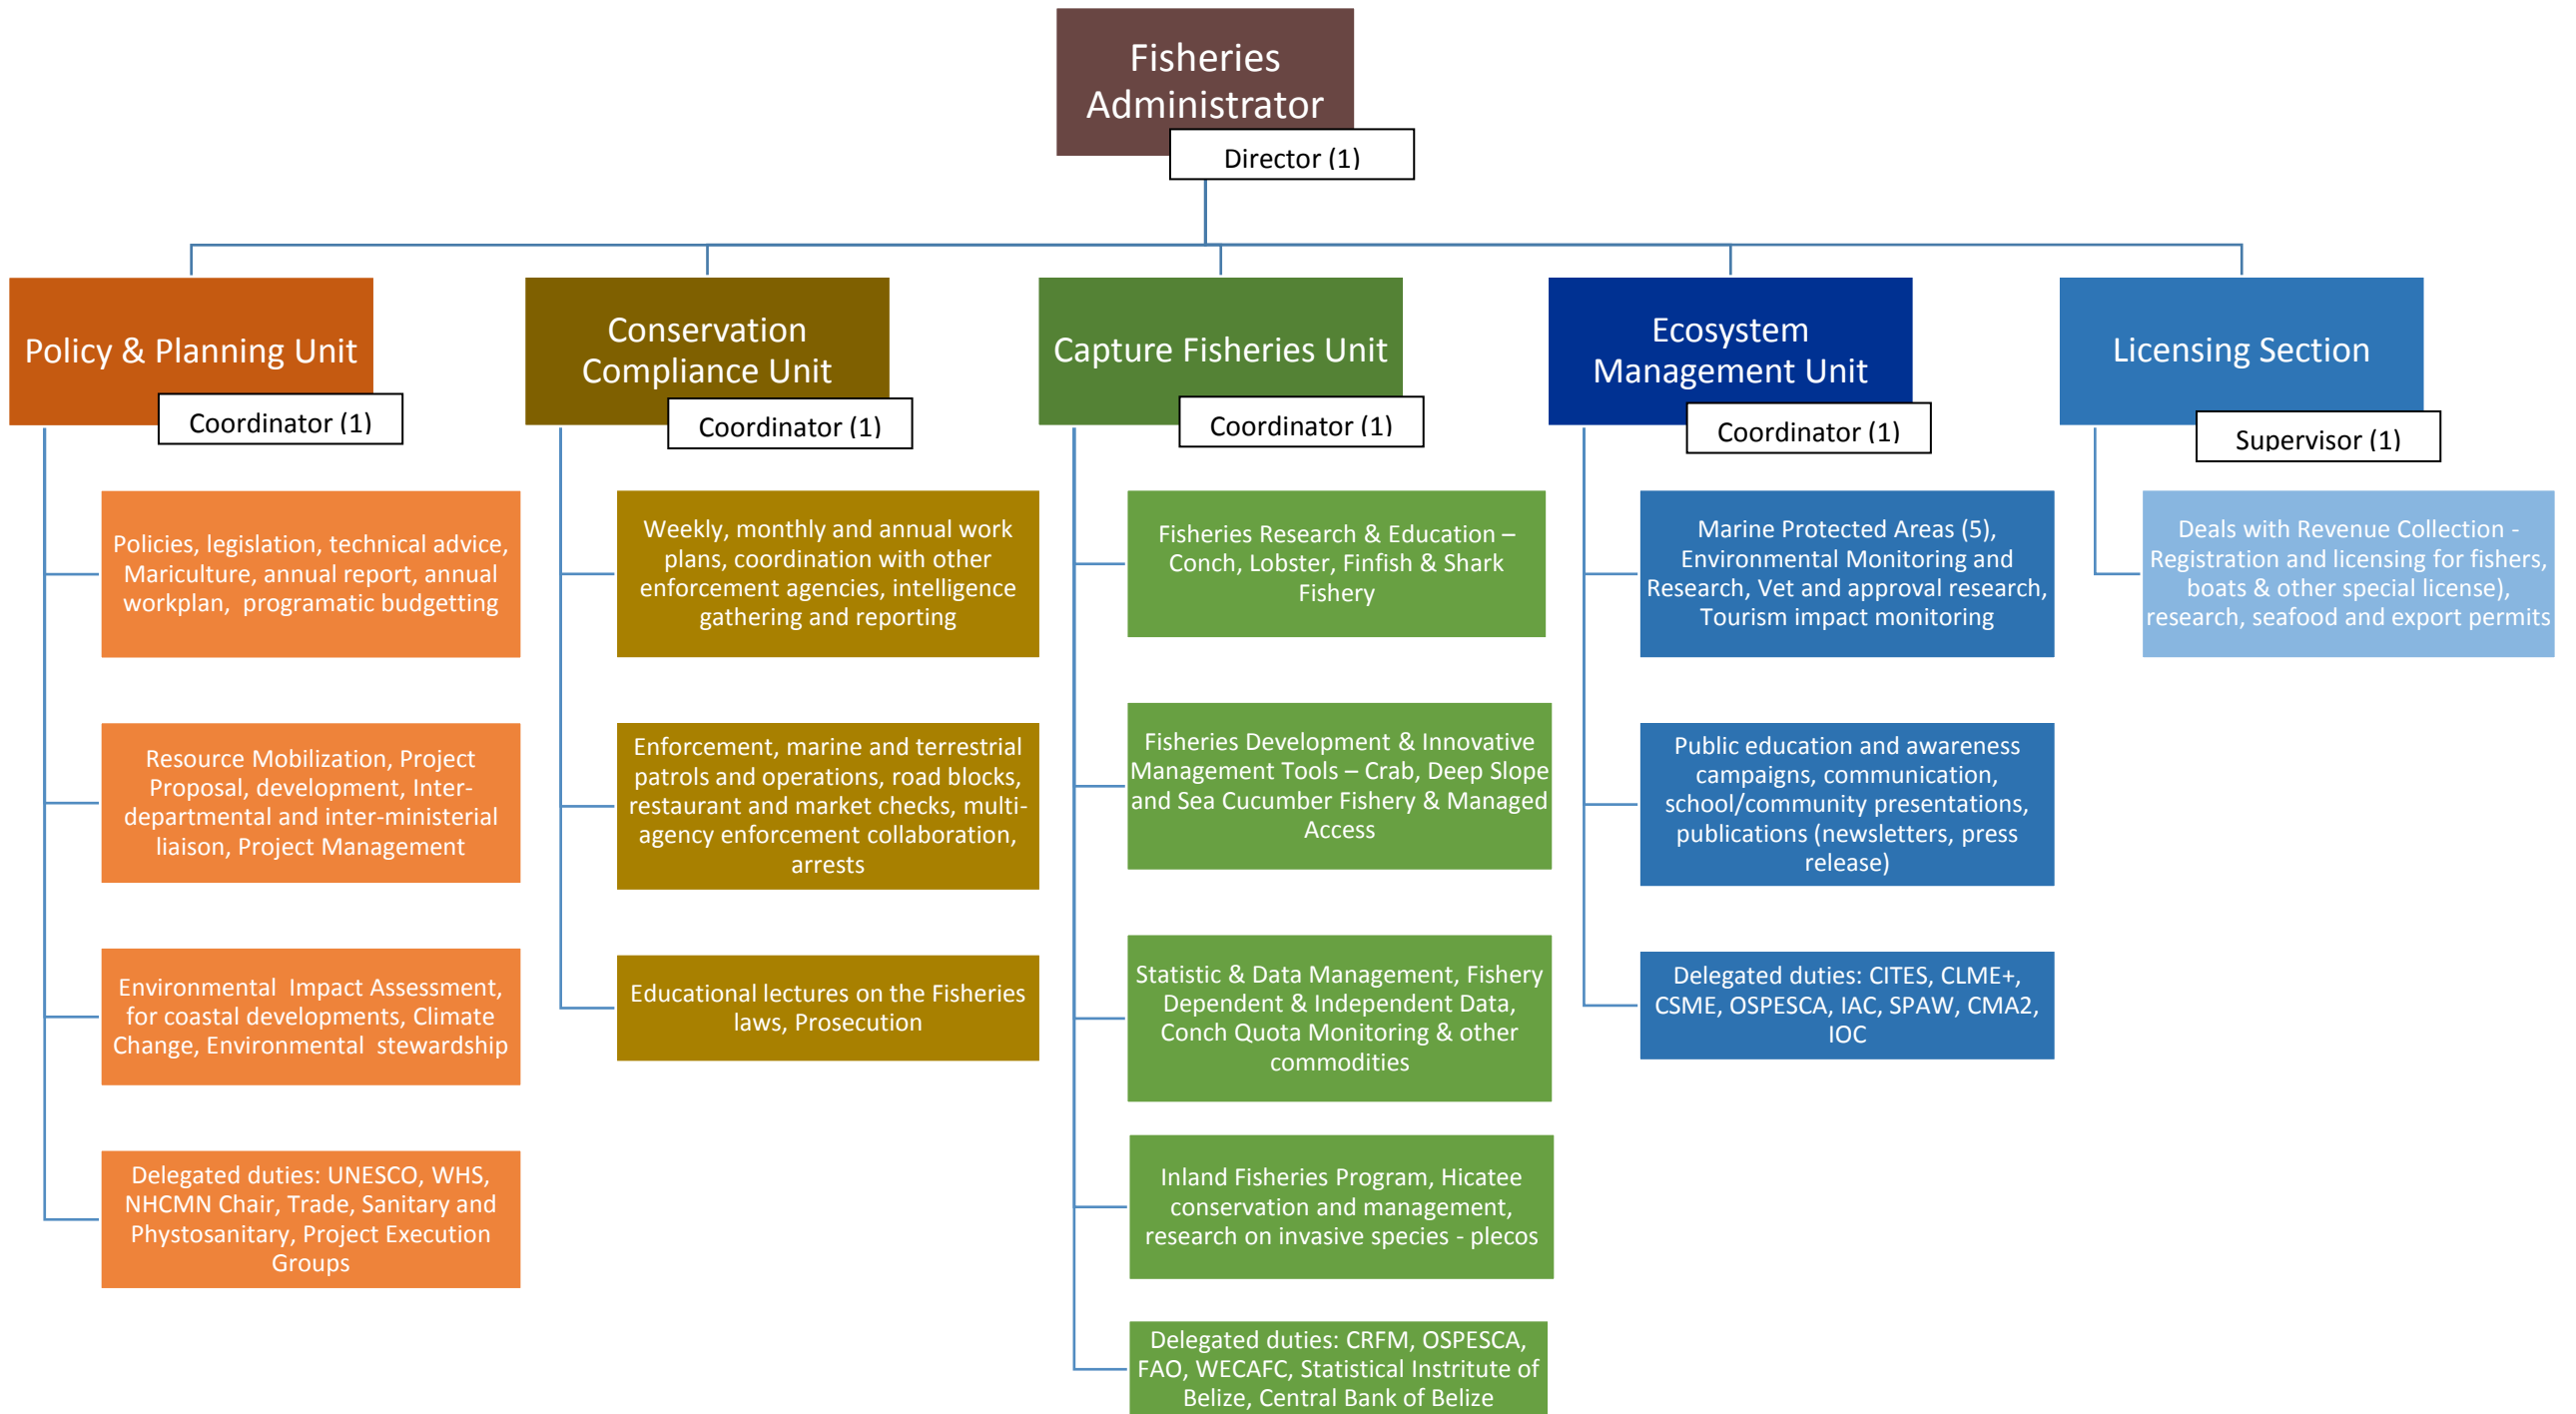 Fisheries
Administrator
Director (1)
Policy & Planning Unit
Coordinator (1)
Policies, legislation, technical advice,
Mariculture, annual report, annual
workplan, programatic budgetting
Resource Mobilization, Project
Proposal, development, Inter-
departmental and inter-ministerial
liaison, Project Management
Environmental Impact Assessment,
for coastal developments, Climate
Change, Environmental stewardship
Delegated duties: UNESCO, WHS,
NHCMN Chair, Trade, Sanitary and
Phystosanitary, Project Execution
Groups
Conservation
Compliance Unit
Coordinator (1)
Weekly, monthly and annual work
plans, coordination with other
enforcement agencies, intelligence
gathering and reporting
Enforcement, marine and terrestrial
patrols and operations, road blocks,
restaurant and market checks, multi-
agency enforcement collaboration,
arrests
Educational lectures on the Fisheries
laws, Prosecution
Capture Fisheries Unit
Coordinator (1)
Fisheries Research & Education –
Conch, Lobster, Finfish & Shark
Fishery
Fisheries Development & Innovative
Management Tools – Crab, Deep Slope
and Sea Cucumber Fishery & Managed
Access
Statistic & Data Management, Fishery
Dependent & Independent Data,
Conch Quota Monitoring & other
commodities
Inland Fisheries Program, Hicatee
conservation and management,
research on invasive species - plecos
Delegated duties: CRFM, OSPESCA,
FAO, WECAFC, Statistical Instritute of
Belize, Central Bank of Belize
Ecosystem
Management Unit
Coordinator (1)
Marine Protected Areas (5),
Environmental Monitoring and
Research, Vet and approval research,
Tourism impact monitoring
Public education and awareness
campaigns, communication,
school/community presentations,
publications (newsletters, press
release)
Delegated duties: CITES, CLME+,
CSME, OSPESCA, IAC, SPAW, CMA2,
IOC
Licensing Section
Supervisor (1)
Deals with Revenue Collection -
Registration and licensing for fishers,
boats & other special license),
research, seafood and export permits